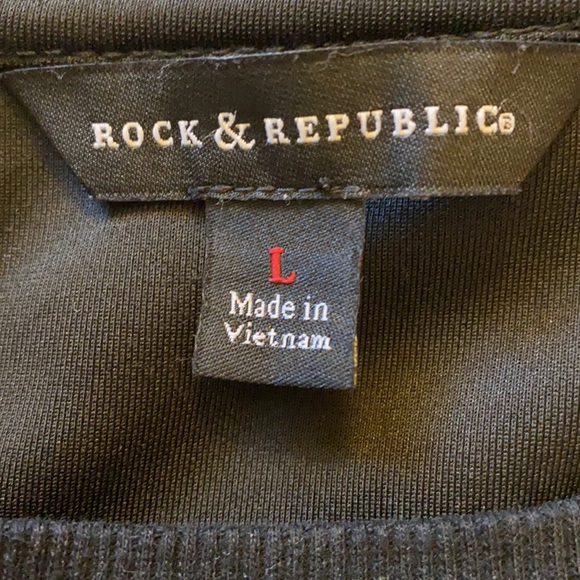 ROCK & REPUBLIC®
L
Made in
Vietnam